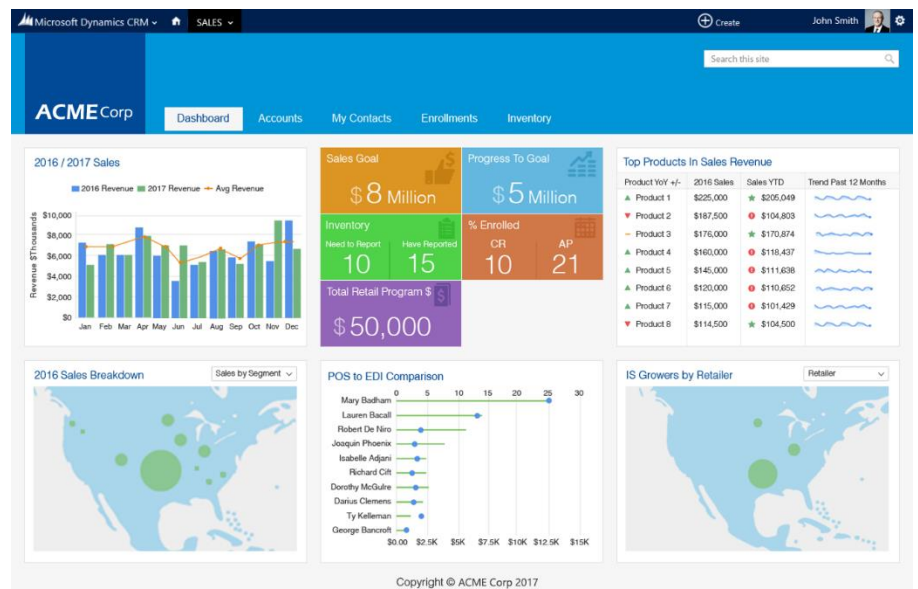 Microsoft Dynamics CRM
SALES
Create
John Smith
Search this site
ACME Corp
Dashboard Accounts My Contacts Enrollments Inventory
2016 / 2017 Sales
2016 Revenue 2017 Revenue Avg Revenue
Revenue $Thousands
$10,000
$8,000
$6,000
$4,000
$2,000
$0
Jan Feb Mar Apr May Jun Jul Aug Sep Oct Nov Dec
Sales Goal
$8 Million
Progress To Goal
$5 Million
Inventory
Need to Report Have Reported
10 15
% Enrolled
CR AP
10 21
Total Retail Program $
$50,000
Top Products In Sales Revenue
Product YoY +/- 2016 Sales Sales YTD Trend Past 12 Months
Product 1 $225,000 $205,049
Product 2 $187,500 $104,803
Product 3 $176,000 $170,874
Product 4 $160,000 $118,437
Product 5 $145,000 $111,638
Product 6 $120,000 $110,652
Product 7 $115,000 $101,429
Product 8 $114,500 $104,500
2016 Sales Breakdown
Sales by Segment
POS to EDI Comparison
0 5 10 15 20 25 30
Mary Badham
Lauren Bacall
Robert De Niro
Joaquin Phoenix
Isabelle Adjani
Richard Cift
Dorothy McGulre
Darius Clemens
Ty Kelleman
George Bancroft
$0.00 $2.5K $5K $7.5K $10K $12.5K $15K
IS Growers by Retailer
Retailer
Copyright © ACME Corp 2017